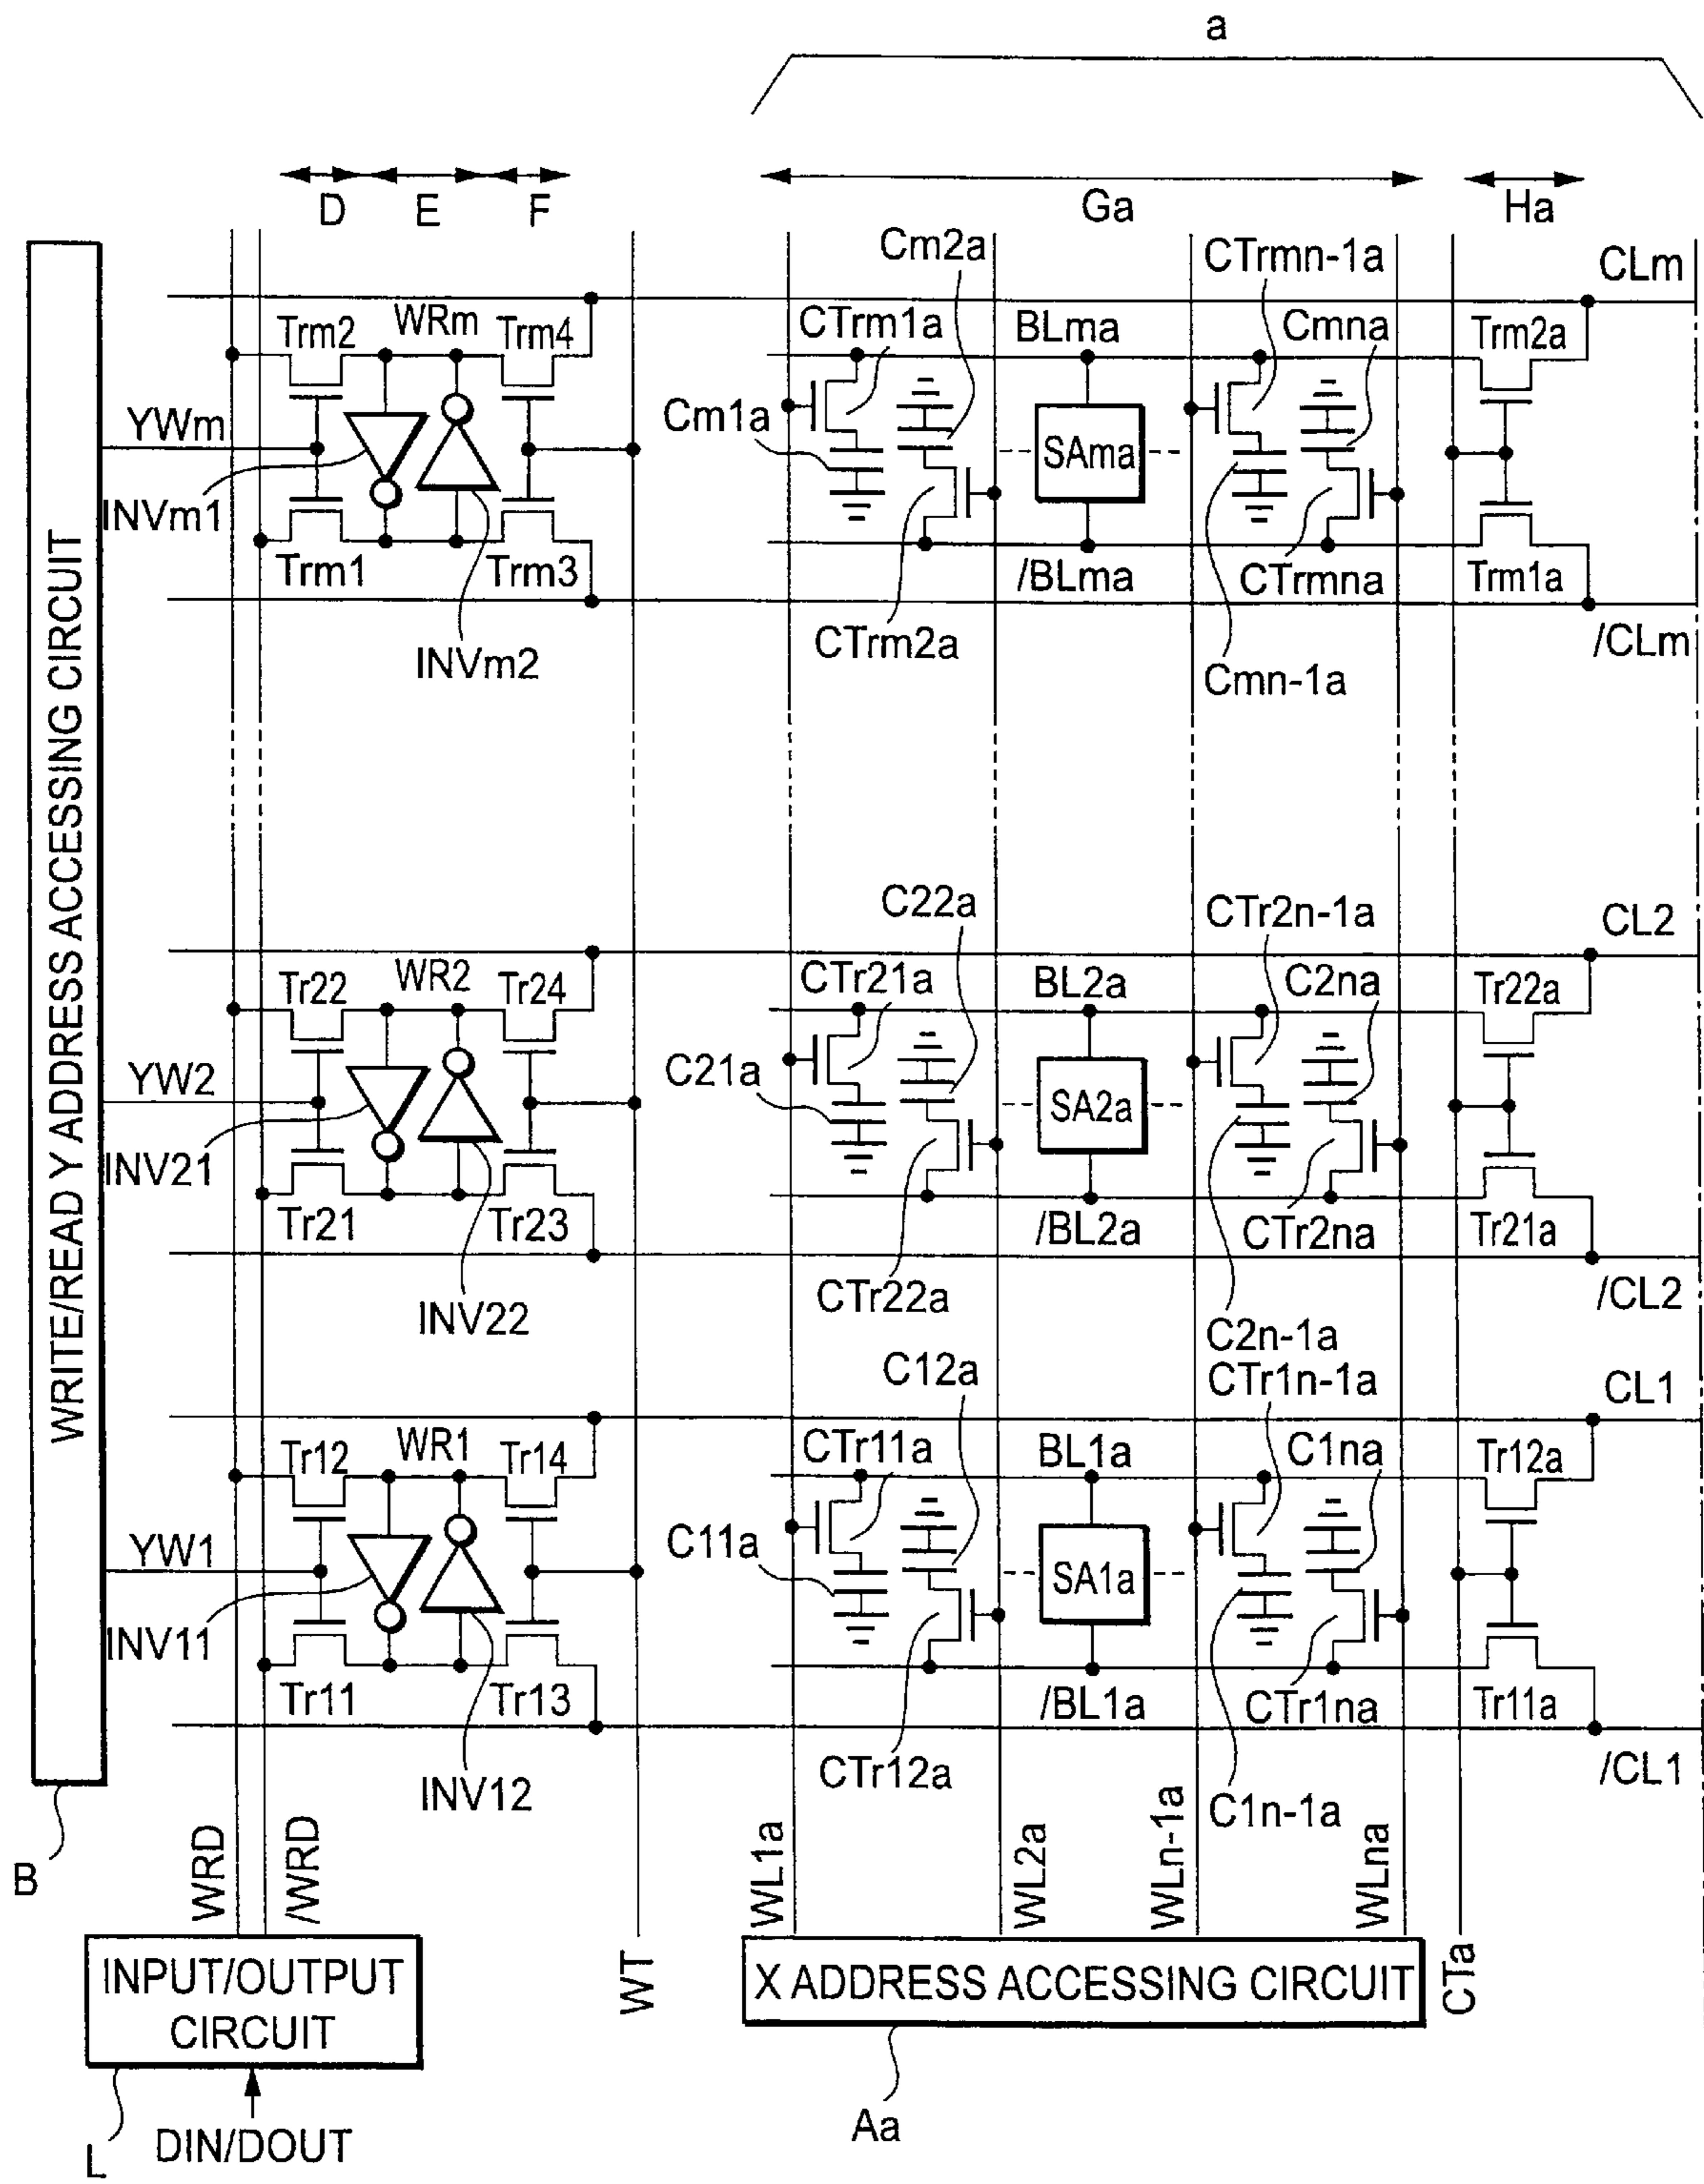 a
D E F Ga Ha
Cm2a CTrmn-1a CLm
Trm2 WRm Trm4 CTrm1a BLma Cmna Trm2a
YWm Cm1a SAma
INVm1
Trm1 Trm3 /BLma CTrmna Trm1a
INVm2 CTrm2a Cmn-1a /CLm
WRITE/READ Y ADDRESS ACCESSING CIRCUIT
C22a CTr2n-1a CL2
Tr22 WR2 Tr24 CTr21a BL2a C2na Tr22a
YW2 C21a SA2a
INV21
Tr21 Tr23 /BL2a CTr2na Tr21a
INV22 CTr22a C2n-1a /CL2
C12a CTr1n-1a CL1
Tr12 WR1 Tr14 CTr11a BL1a C1na Tr12a
YW1 C11a SA1a
INV11
Tr11 Tr13 /BL1a CTr1na Tr11a
INV12 CTr12a C1n-1a /CL1
B
WRD
/WRD
WT
WL1a
WL2a
WLn-1a
WLna
CTa
INPUT/OUTPUT
CIRCUIT
X ADDRESS ACCESSING CIRCUIT
L DIN/DOUT Aa